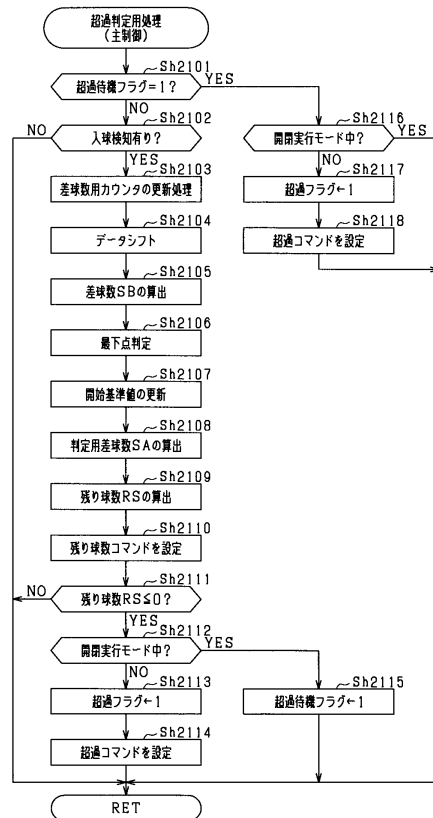 超過判定用処理
(主制御)
Sh2101
超過待機フラグ=1?
YES
NO
Sh2102
NO
入球検知有り?
YES
Sh2103
差球数用カウンタの更新処理
Sh2104
データシフト
Sh2105
差球数SBの算出
Sh2106
最下点判定
Sh2107
開始基準値の更新
Sh2108
判定用差球数SAの算出
Sh2109
残り球数RSの算出
Sh2110
残り球数コマンドを設定
Sh2111
NO
残り球数RS≦0?
YES
Sh2112
開閉実行モード中?
YES
NO
Sh2113
超過フラグ←1
Sh2114
超過コマンドを設定
Sh2115
超過待機フラグ←1
Sh2116
開閉実行モード中?
YES
NO
Sh2117
超過フラグ←1
Sh2118
超過コマンドを設定
RET